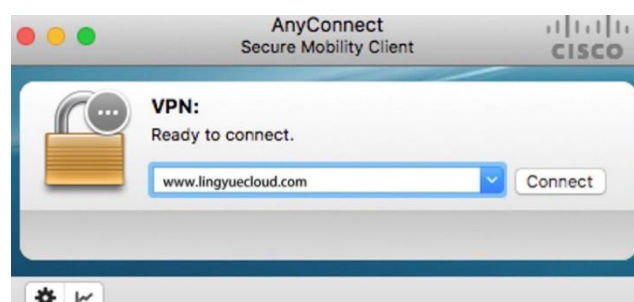 AnyConnect
Secure Mobility Client
CISCO
VPN:
Ready to connect.
www.lingyuecloud.com
Connect